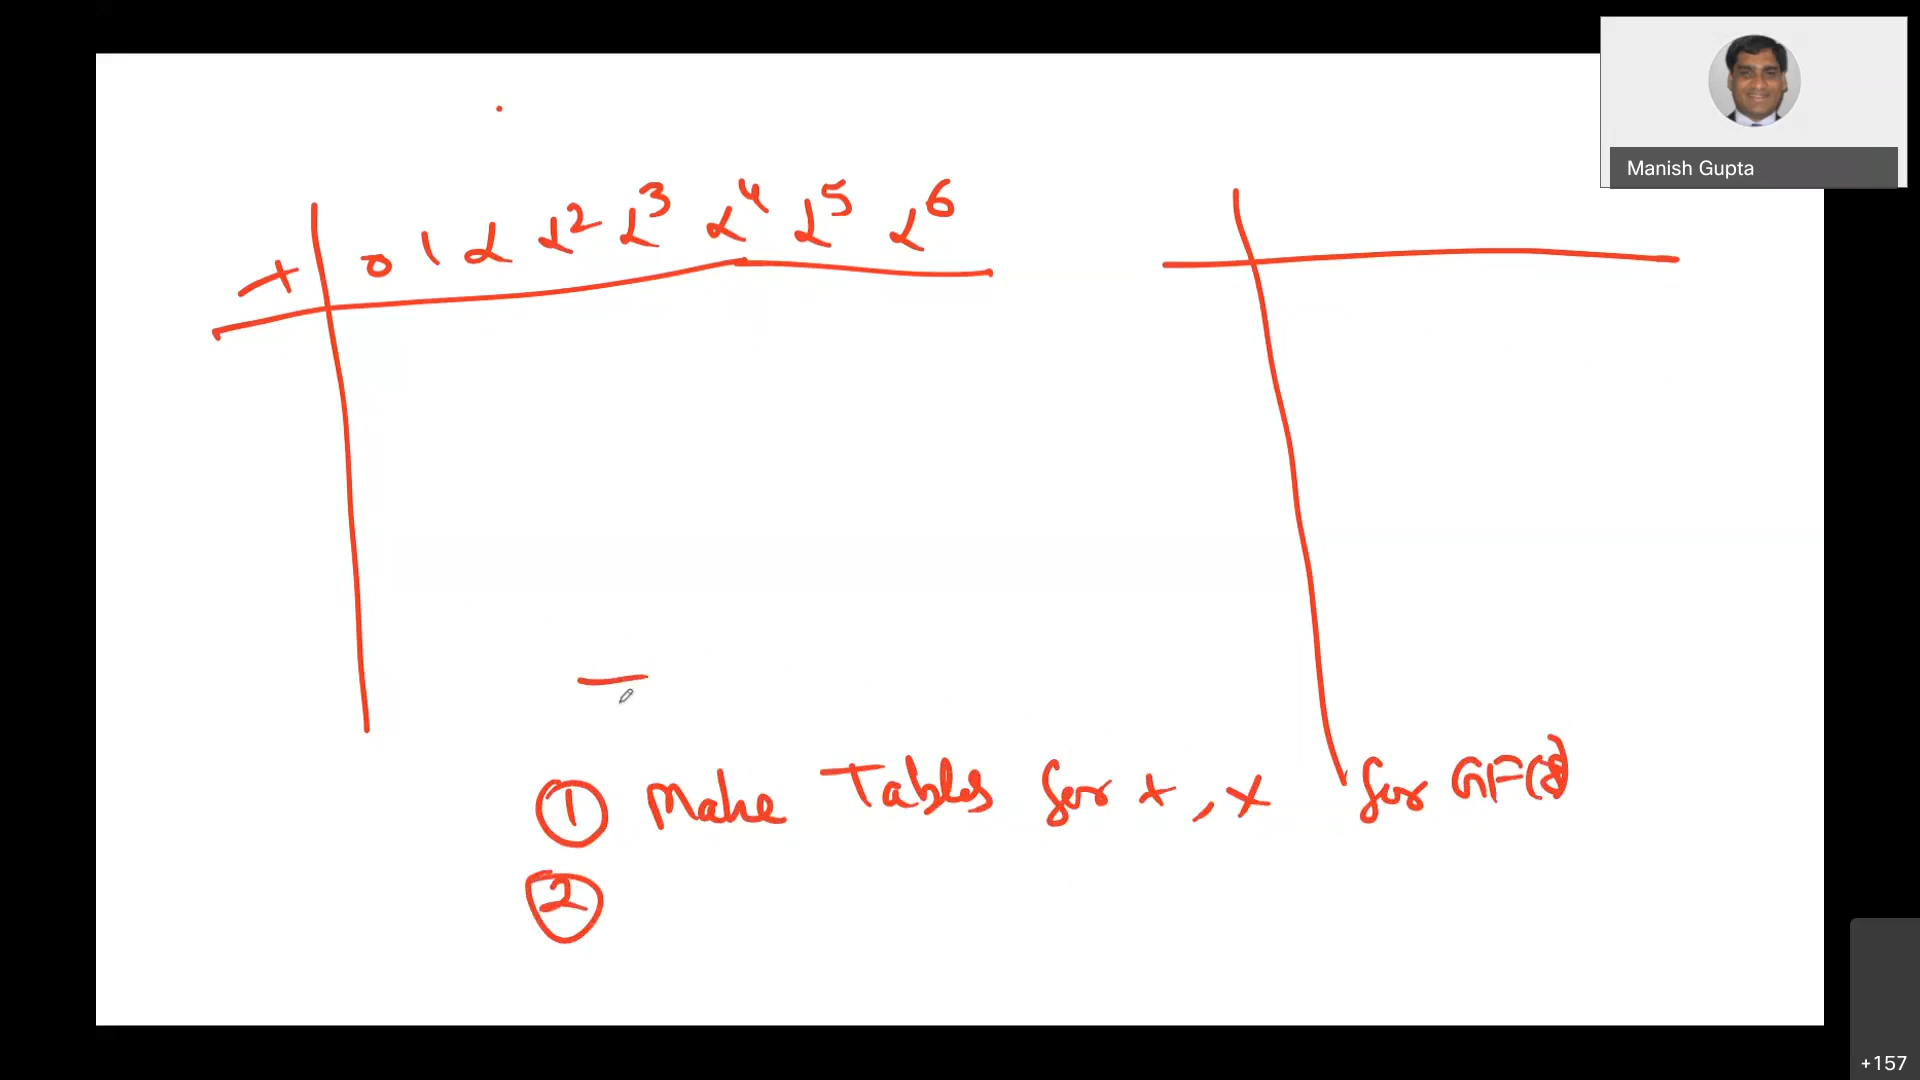 Manish Gupta
+ 0 1 α α² α³ α⁴ α⁵ α⁶
① Make Tables for +, × for GF(8)
②
+157